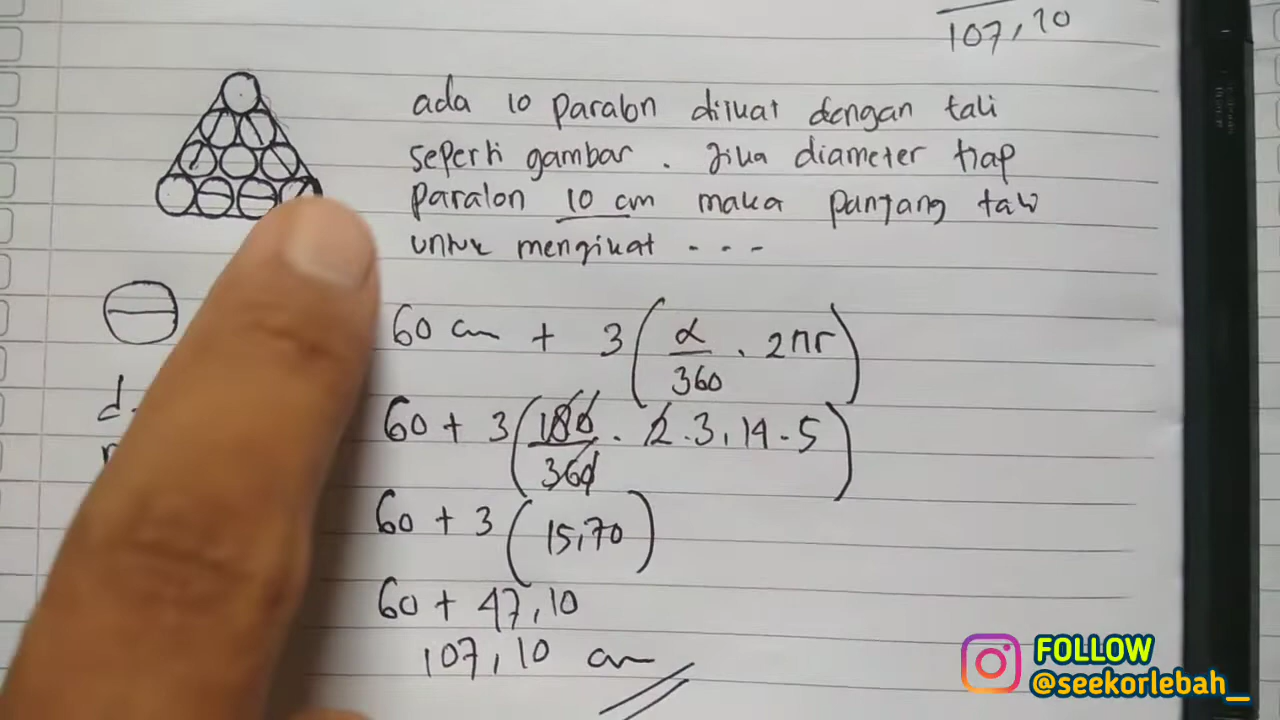 107,10
ada 10 paralon diikat dengan tali
seperti gambar. Jika diameter tiap
paralon 10 cm maka panjang tali
untuk mengikat ---
60 cm + 3 (α/360 . 2πr)
d
60 + 3 (180/360 . 2.3,14.5)
60 + 3 (15,70)
60 + 47,10
107,10 cm
FOLLOW
@seekorlebah_